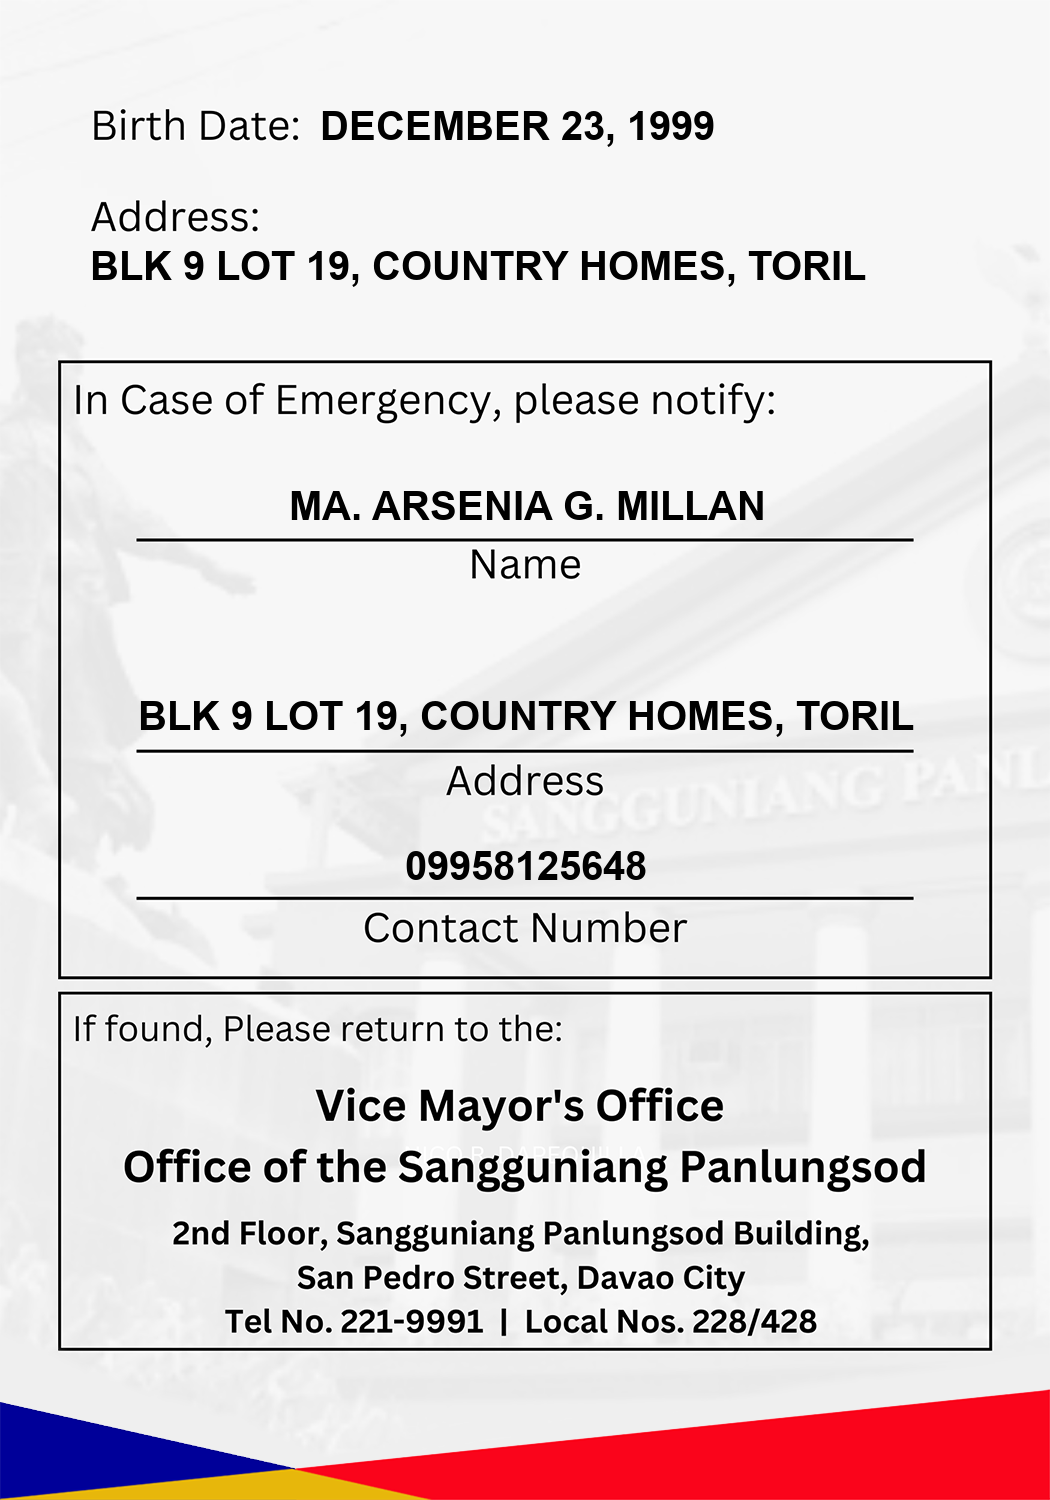 Birth Date: DECEMBER 23, 1999
Address:
BLK 9 LOT 19, COUNTRY HOMES, TORIL
In Case of Emergency, please notify:
MA. ARSENIA G. MILLAN
Name
BLK 9 LOT 19, COUNTRY HOMES, TORIL
Address
SANGGUNIANG PANL
09958125648
Contact Number
If found, Please return to the:
Vice Mayor's Office
Office of the Sangguniang Panlungsod
2nd Floor, Sangguniang Panlungsod Building,
San Pedro Street, Davao City
Tel No. 221-9991 | Local Nos. 228/428